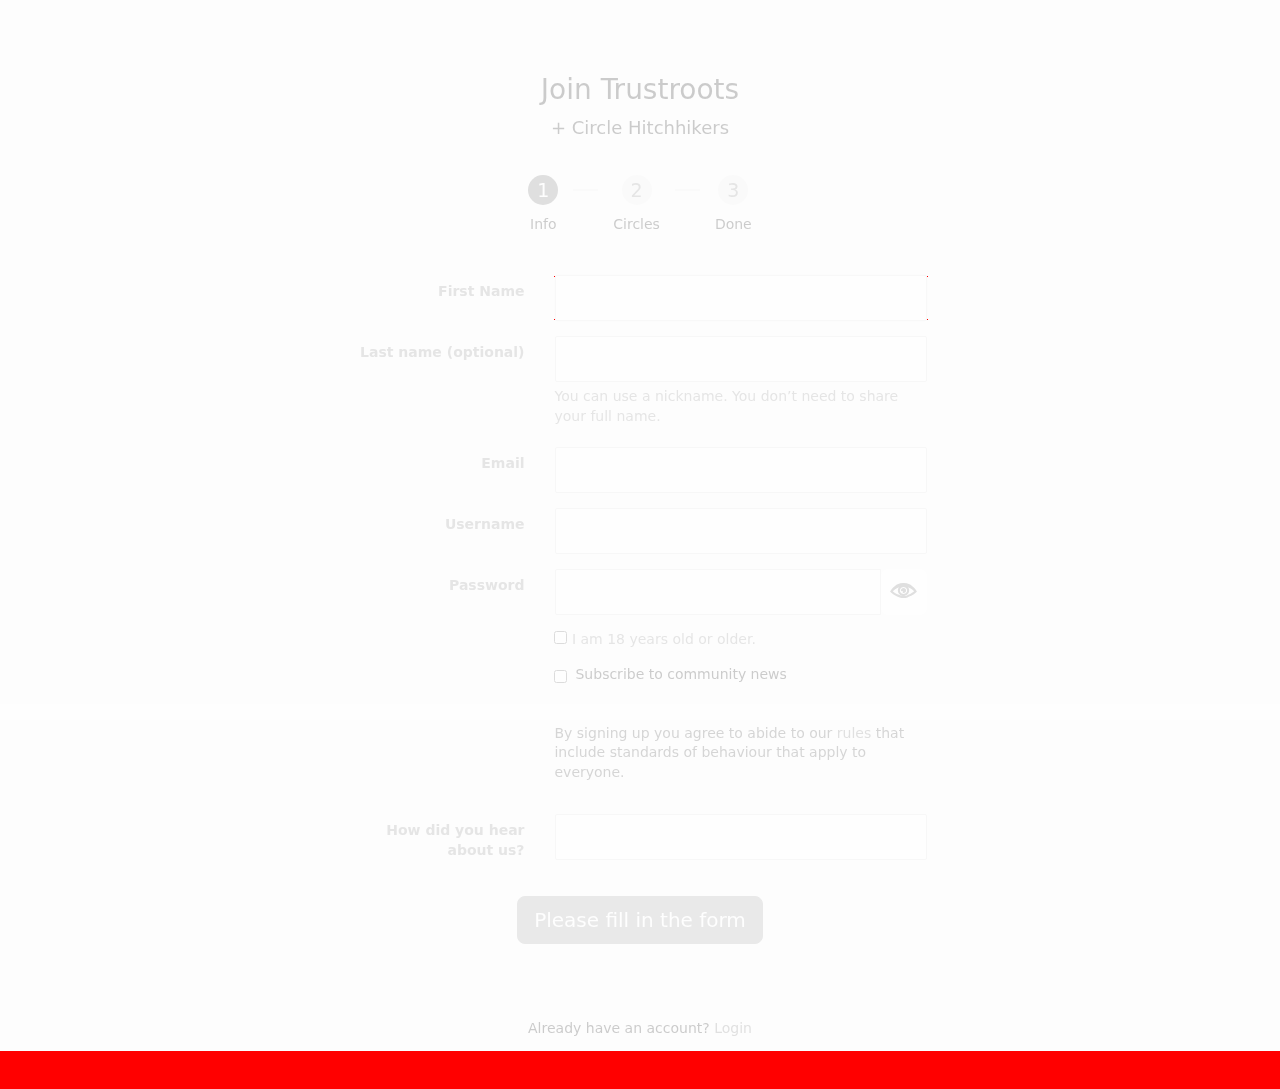 Join Trustroots
+ Circle Hitchhikers
1 2 3
Info Circles Done
First Name
Last name (optional)
You can use a nickname. You don’t need to share
your full name.
Email
Username
Password
I am 18 years old or older.
Subscribe to community news
By signing up you agree to abide to our rules that
include standards of behaviour that apply to
everyone.
How did you hear
about us?
Please fill in the form
Already have an account? Login